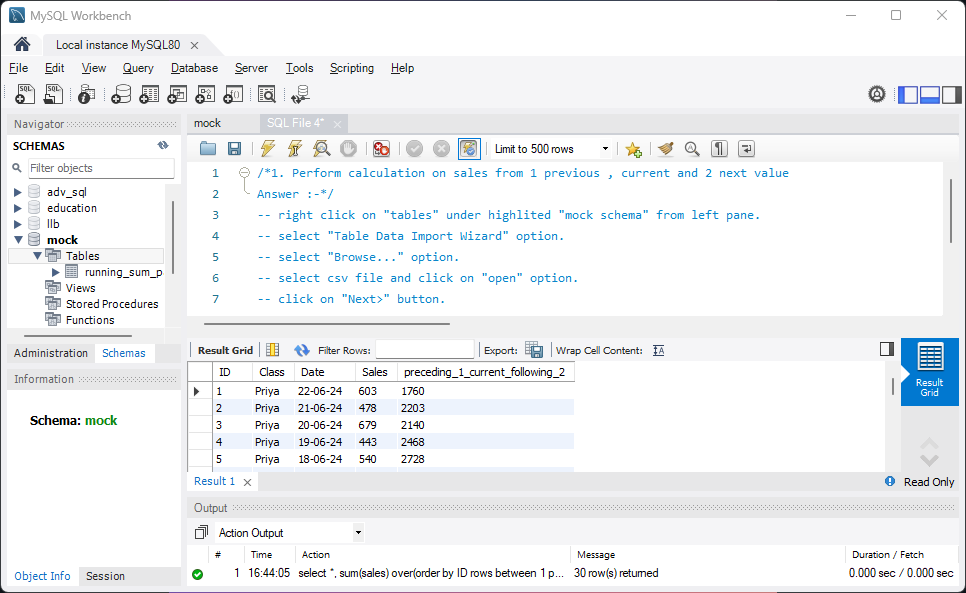 MySQL Workbench
Local instance MySQL80
File Edit View Query Database Server Tools Scripting Help
Navigator
SCHEMAS
Filter objects
adv_sql
education
llb
mock
Tables
running_sum_p
Views
Stored Procedures
Functions
Administration Schemas
Information
Schema: mock
Object Info Session
mock SQL File 4*
Limit to 500 rows
1 /*1. Perform calculation on sales from 1 previous , current and 2 next value
2 Answer :-*/
3 -- right click on "tables" under highlited "mock schema" from left pane.
4 -- select "Table Data Import Wizard" option.
5 -- select "Browse..." option.
6 -- select csv file and click on "open" option.
7 -- click on "Next>" button.
Result Grid Filter Rows: Export: Wrap Cell Content:
ID Class Date Sales preceding_1_current_following_2
1 Priya 22-06-24 603 1760
2 Priya 21-06-24 478 2203
3 Priya 20-06-24 679 2140
4 Priya 19-06-24 443 2468
5 Priya 18-06-24 540 2728
Result
Grid
Result 1
Read Only
Output
Action Output
# Time Action Message Duration / Fetch
1 16:44:05 select *, sum(sales) over(order by ID rows between 1 p... 30 row(s) returned 0.000 sec / 0.000 sec